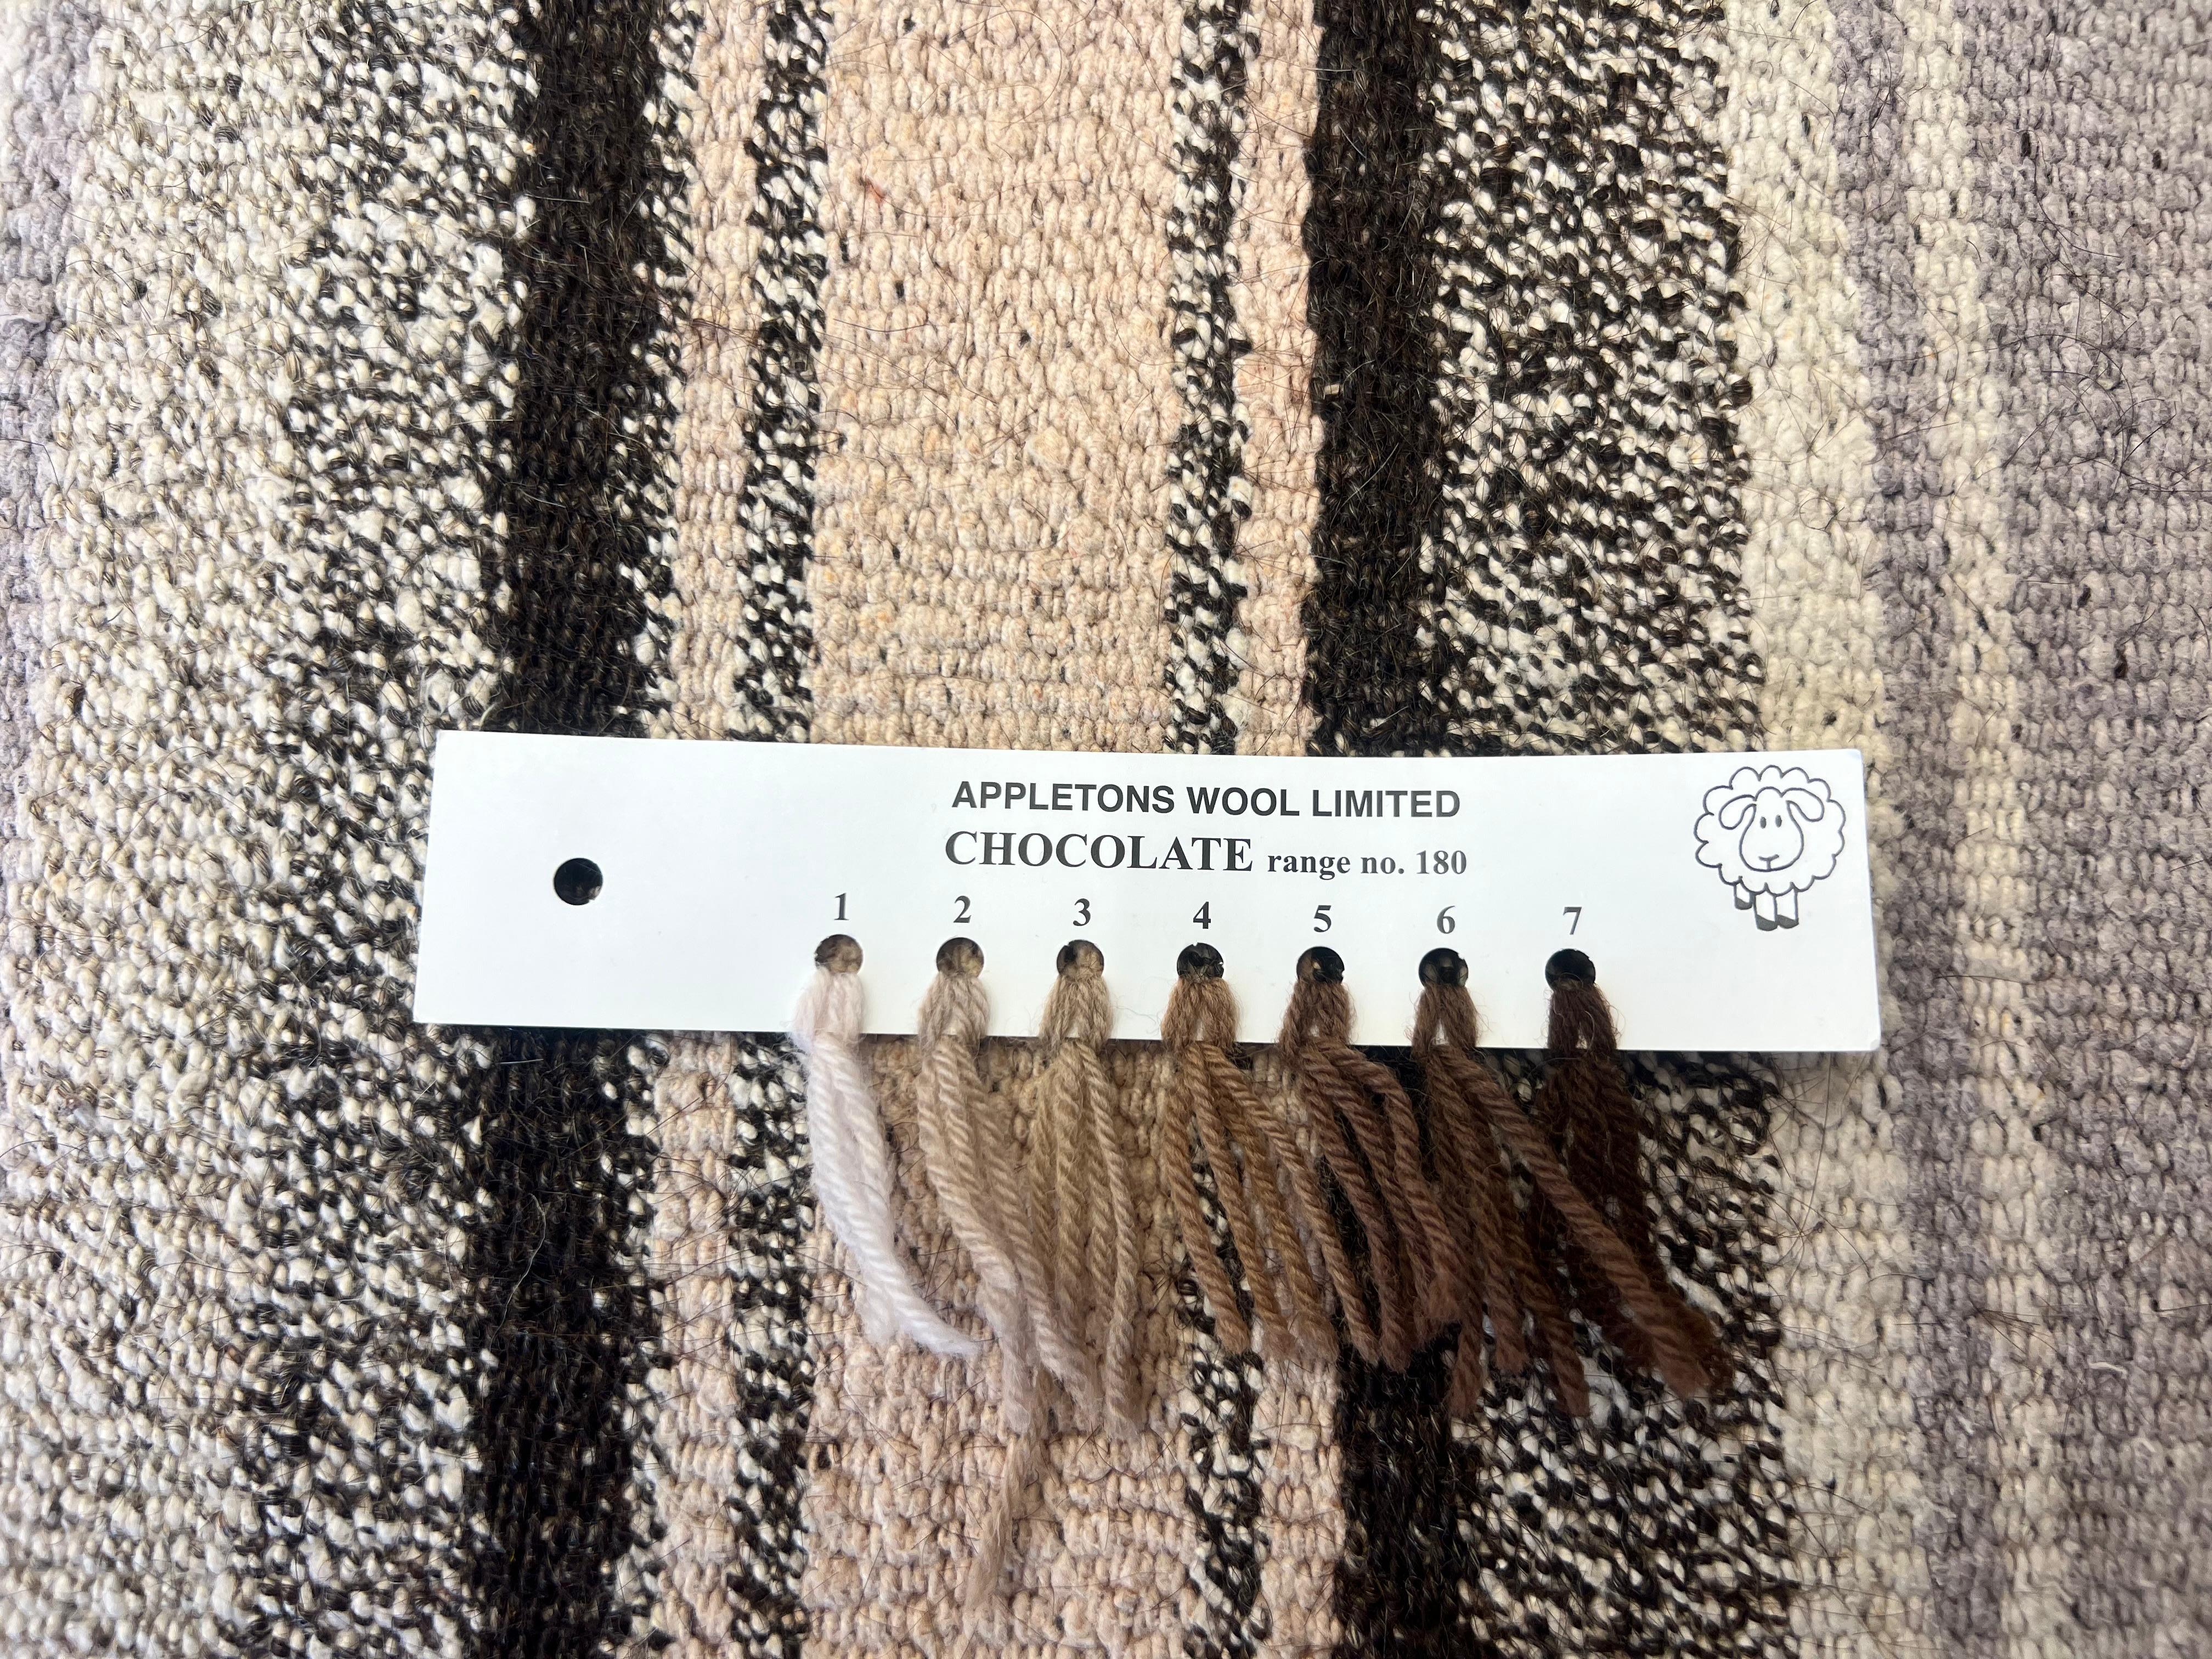 APPLETONS WOOL LIMITED
CHOCOLATE range no. 180
1 2 3 4 5 6 7